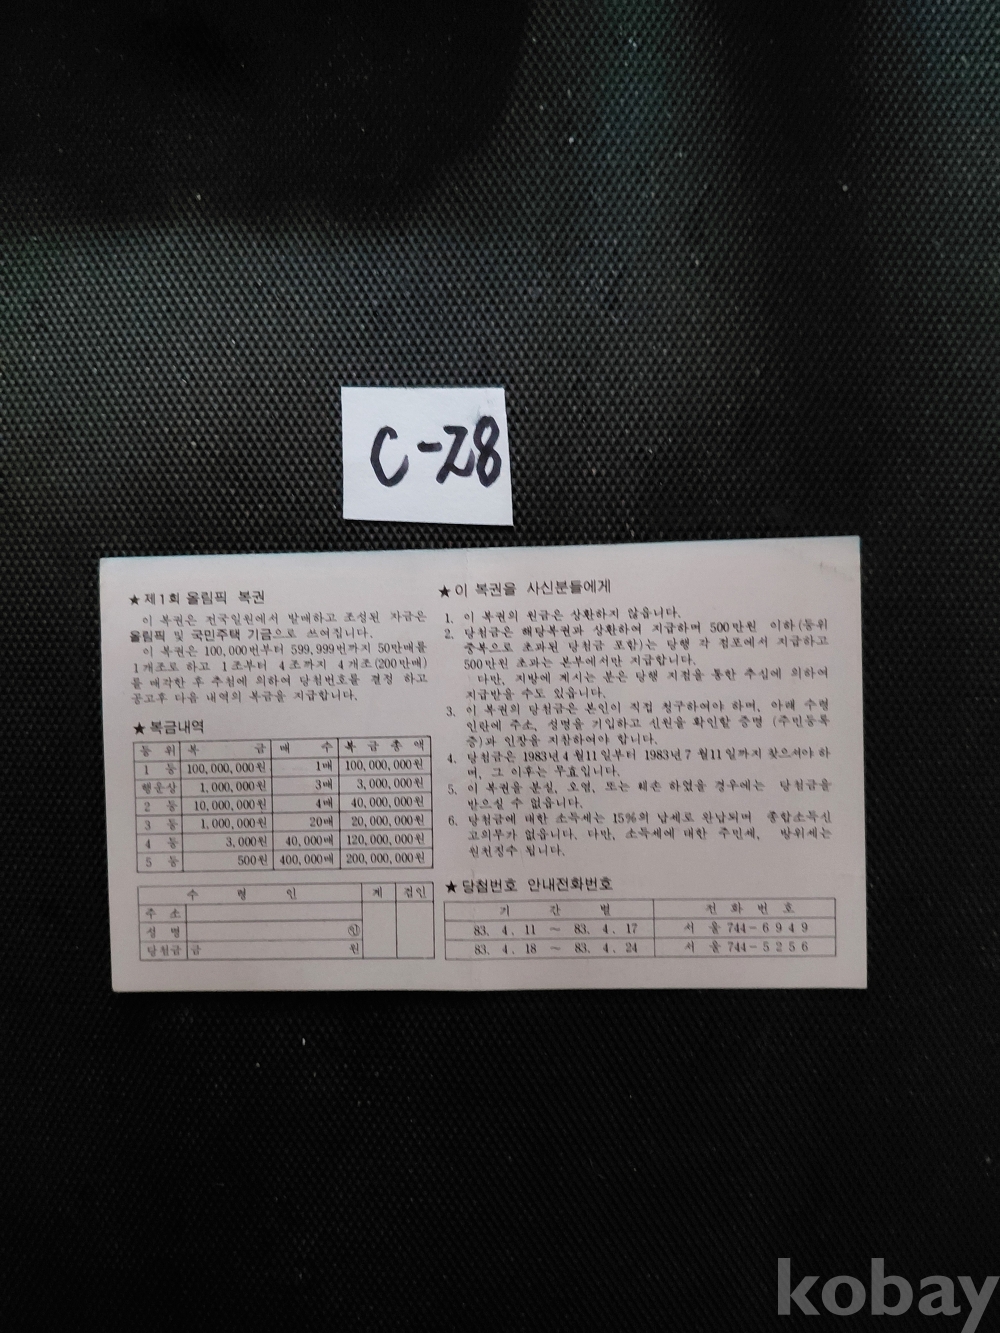 C-28
★ 제1회 올림픽 복권
이 복권은 전국일원에서 발매하고 조성된 자금은
올림픽 및 국민주택 기금으로 쓰여집니다.
이 복권은 100,000번부터 599,999번까지 50만매를
1개조로 하고 1조부터 4조까지 4개조(200만매)
를 매각한 후 추첨에 의하여 당첨번호를 결정 하고
공고후 다음 내역의 복금을 지급합니다.
★ 복금내역
등 위 복 금 매 수 복 금 총 액
1 등 100,000,000원 1매 100,000,000원
행운상 1,000,000원 3매 3,000,000원
2 등 10,000,000원 4매 40,000,000원
3 등 1,000,000원 20매 20,000,000원
4 등 3,000원 40,000매 120,000,000원
5 등 500원 400,000매 200,000,000원
수 령 인 계 검인
주 소
성 명 ㊞
당첨금 금 원
★ 이 복권을 사신분들에게
1. 이 복권의 원금은 상환하지 않읍니다.
2. 당첨금은 해당복권과 상환하여 지급하며 500만원 이하(등위
중복으로 초과된 당첨금 포함)는 당행 각 점포에서 지급하고
500만원 초과는 본부에서만 지급합니다.
다만, 지방에 계시는 분은 당행 지점을 통한 추심에 의하여
지급받을 수도 있읍니다.
3. 이 복권의 당첨금은 본인이 직접 청구하여야 하며, 아래 수령
인란에 주소, 성명을 기입하고 신원을 확인할 증명 (주민등록
증)과 인장을 지참하여야 합니다.
4. 당첨금은 1983년 4월11일부터 1983년 7월11일까지 찾으셔야 하
며, 그 이후는 무효입니다.
5. 이 복권을 분실, 오염, 또는 훼손 하였을 경우에는 당첨금을
받으실 수 없읍니다.
6. 당첨금에 대한 소득세는 15%의 납세로 완납되며 종합소득신
고의무가 없읍니다. 다만, 소득세에 대한 주민세, 방위세는
원천징수 됩니다.
★ 당첨번호 안내전화번호
기 간 별 전 화 번 호
83. 4. 11 ~ 83. 4. 17 서 울 744-6949
83. 4. 18 ~ 83. 4. 24 서 울 744-5256
kobay